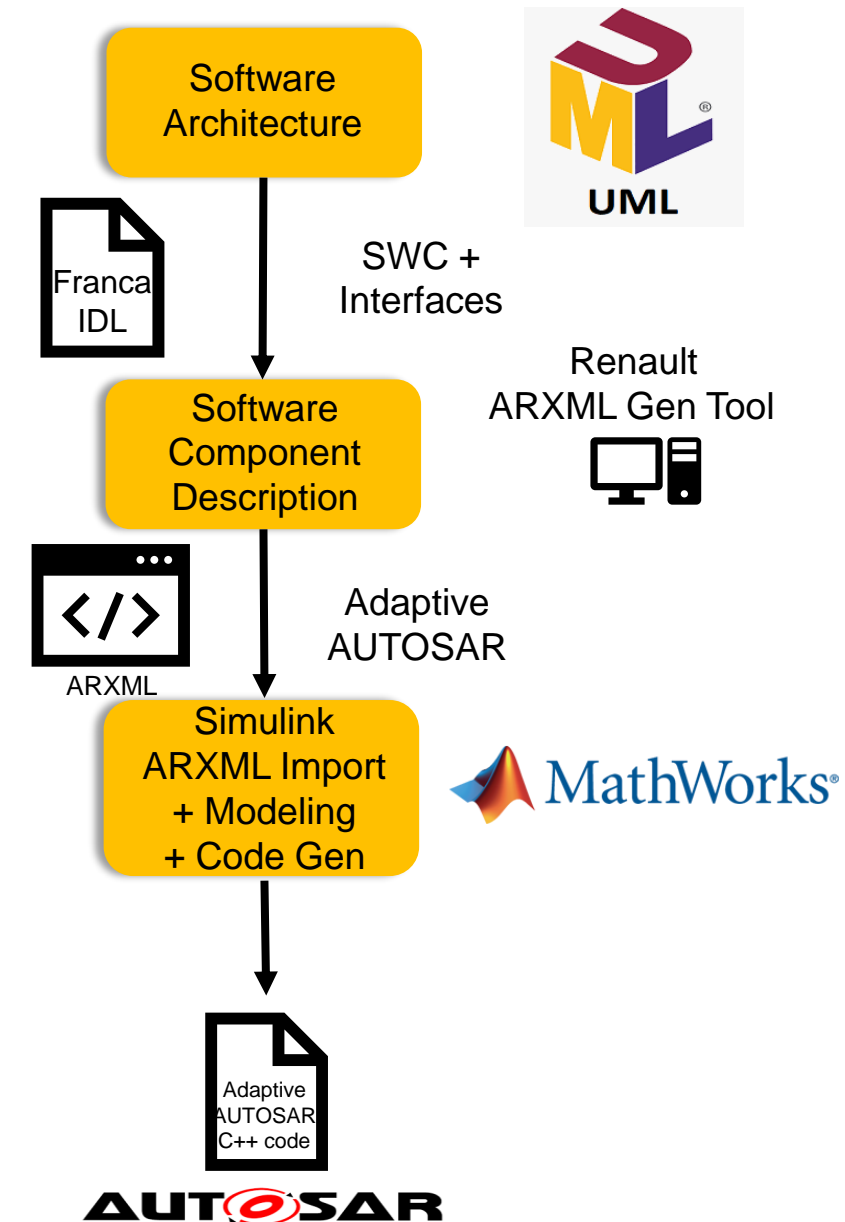 Software
Architecture
UML
®
UML
Franca
IDL
SWC +
Interfaces
Renault
ARXML Gen Tool
Software
Component
Description
</>
ARXML
Adaptive
AUTOSAR
Simulink
ARXML Import
+ Modeling
+ Code Gen
MathWorks®
Adaptive
AUTOSAR
C++ code
AUTOSAR